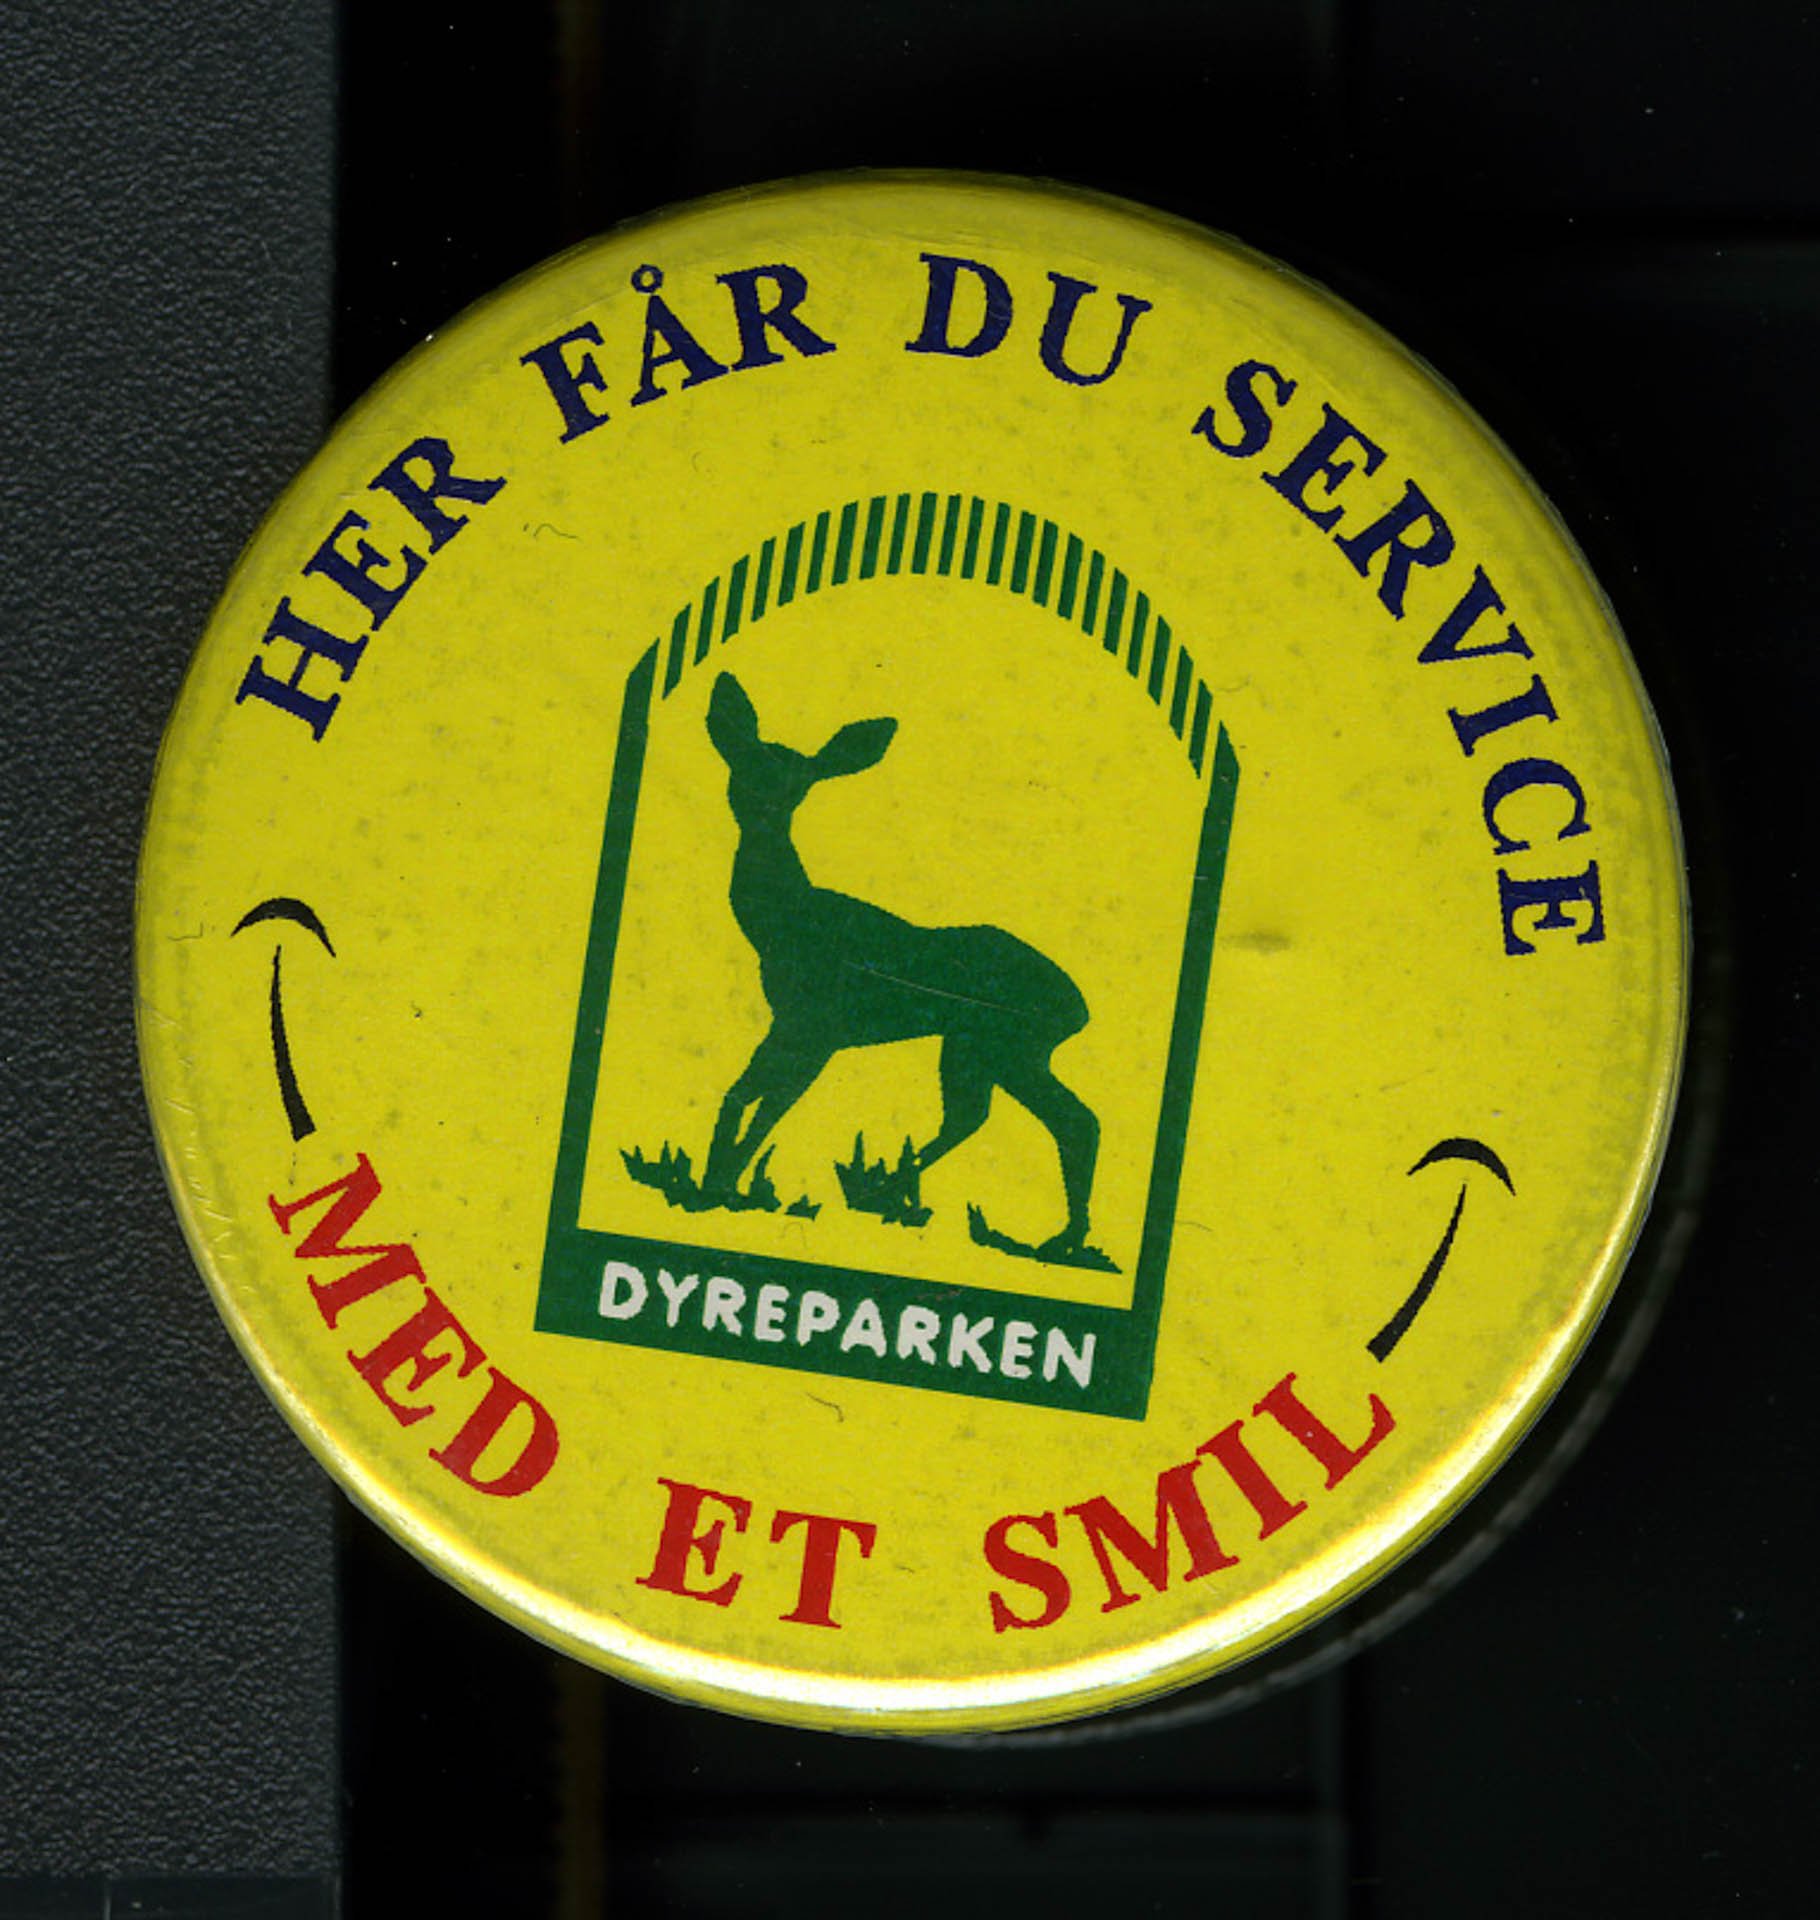 HER FÅR DU SERVICE
DYREPARKEN
MED ET SMIL